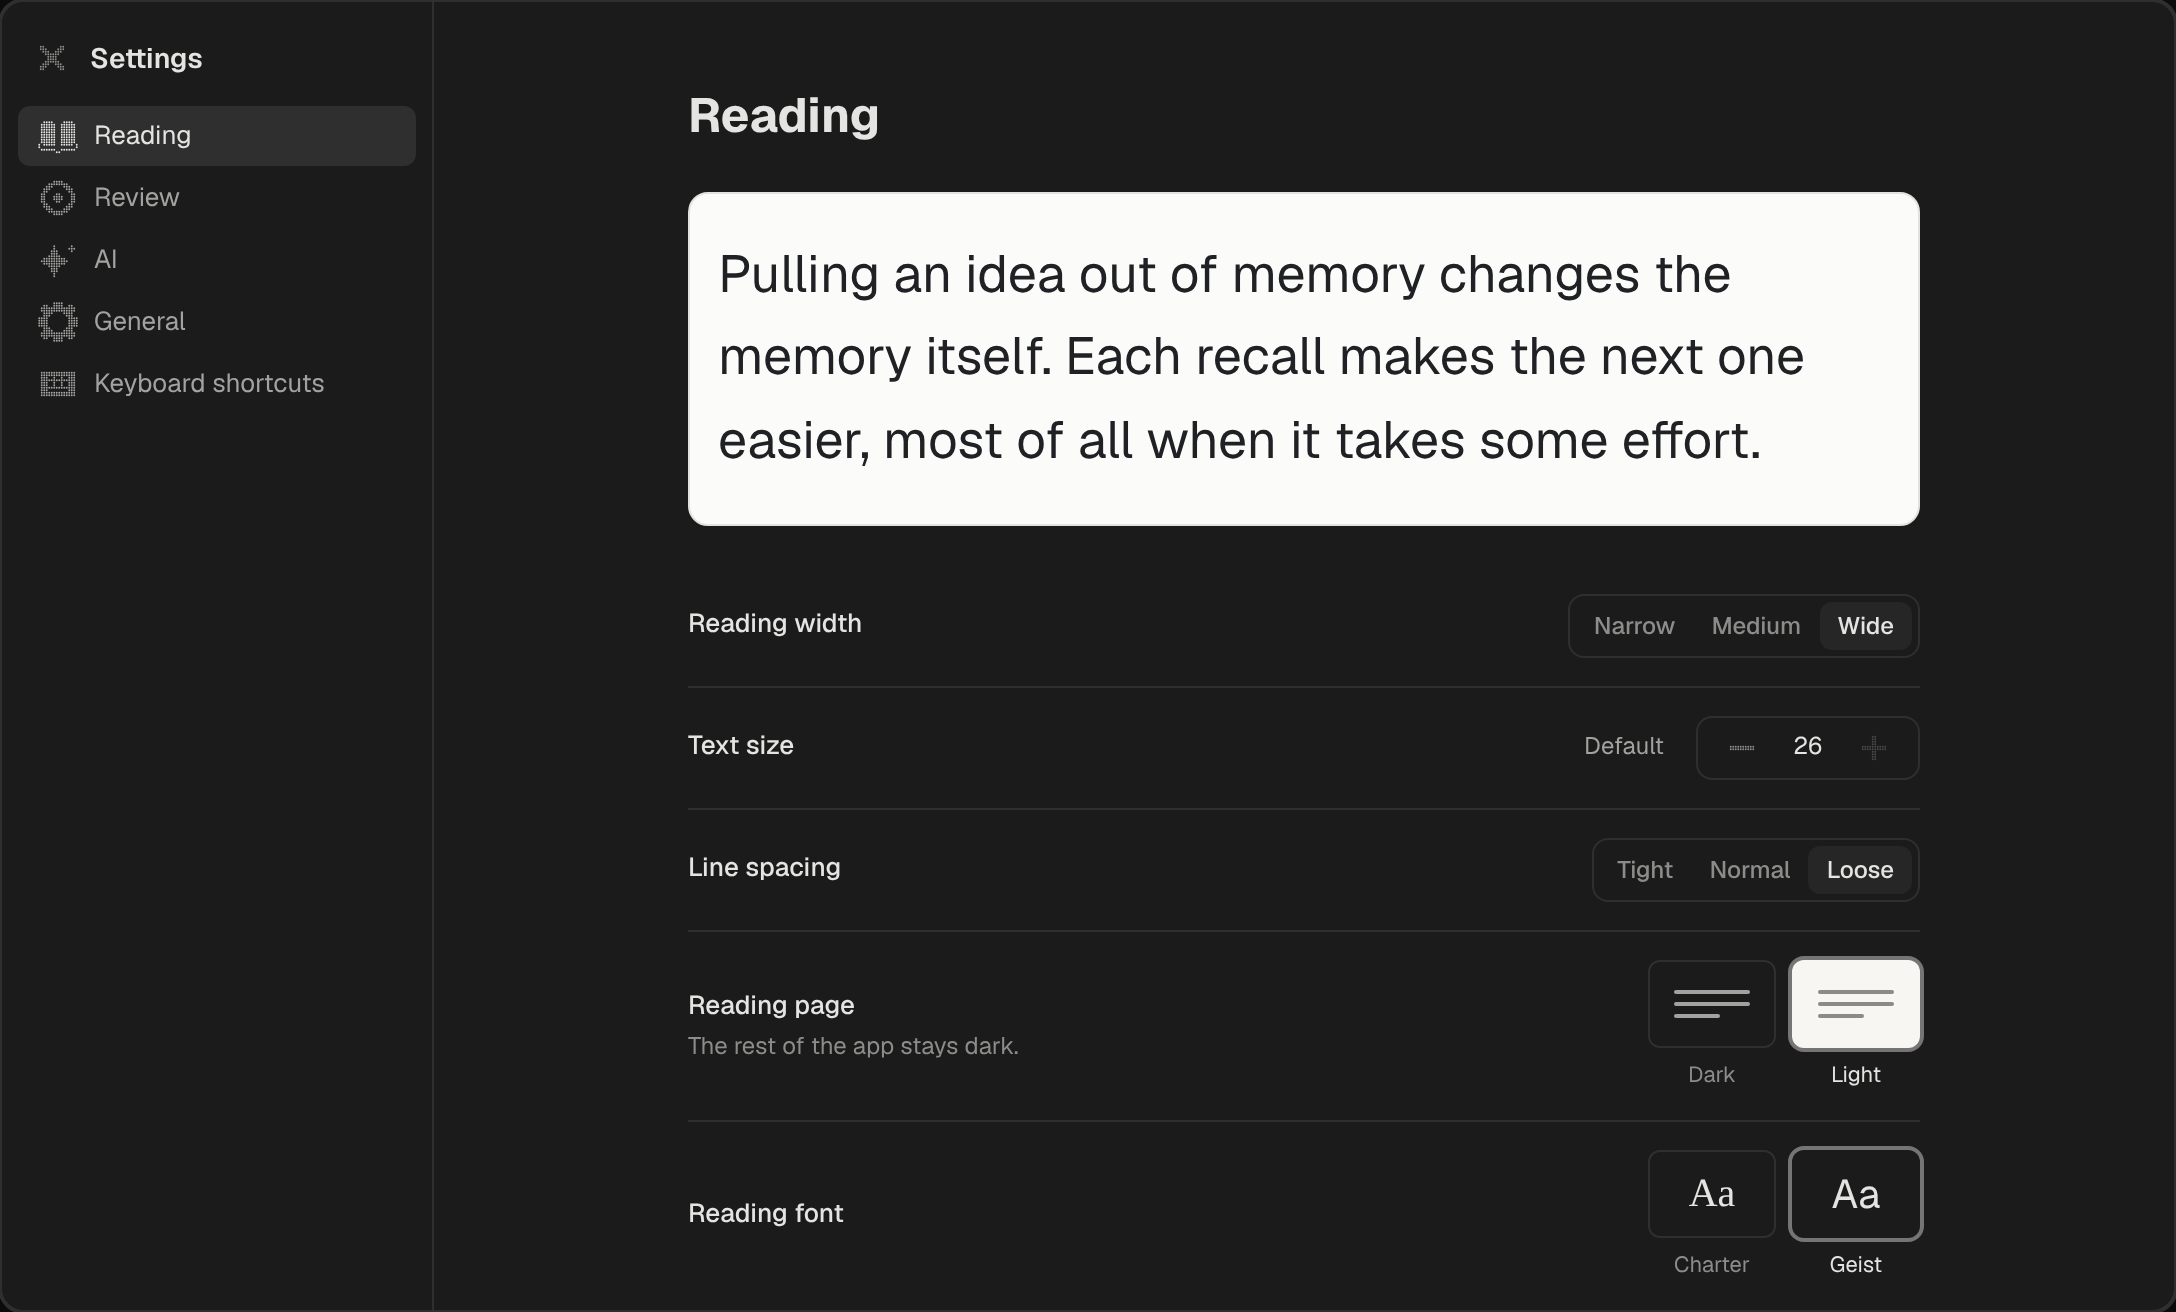 Settings
Reading
Review
AI
General
Keyboard shortcuts
Reading
Pulling an idea out of memory changes the
memory itself. Each recall makes the next one
easier, most of all when it takes some effort.
Reading width
Narrow Medium Wide
Text size
Default 26
Line spacing
Tight Normal Loose
Reading page
The rest of the app stays dark.
Dark Light
Reading font
Aa Aa
Charter Geist